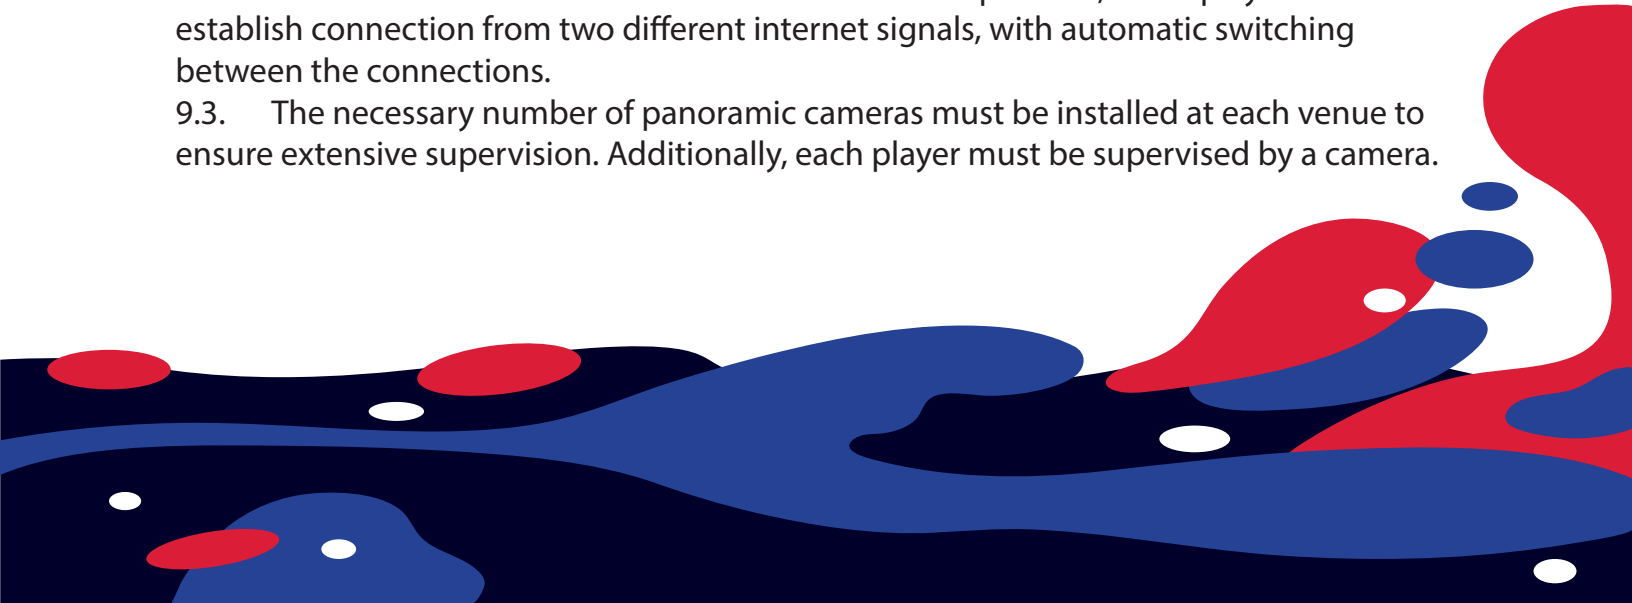 establish connection from two different internet signals, with automatic switching
between the connections.
9.3. The necessary number of panoramic cameras must be installed at each venue to
ensure extensive supervision. Additionally, each player must be supervised by a camera.